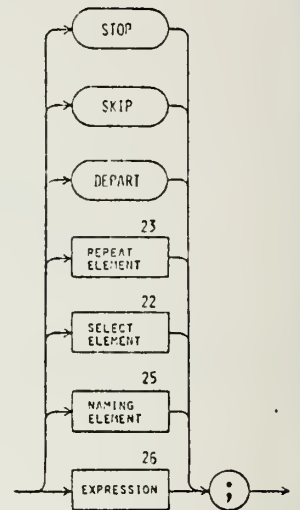 STOP
SKIP
DEPART
23
REPEAT
ELEMENT
22
SELECT
ELEMENT
25
NAMING
ELEMENT
26
EXPRESSION
;